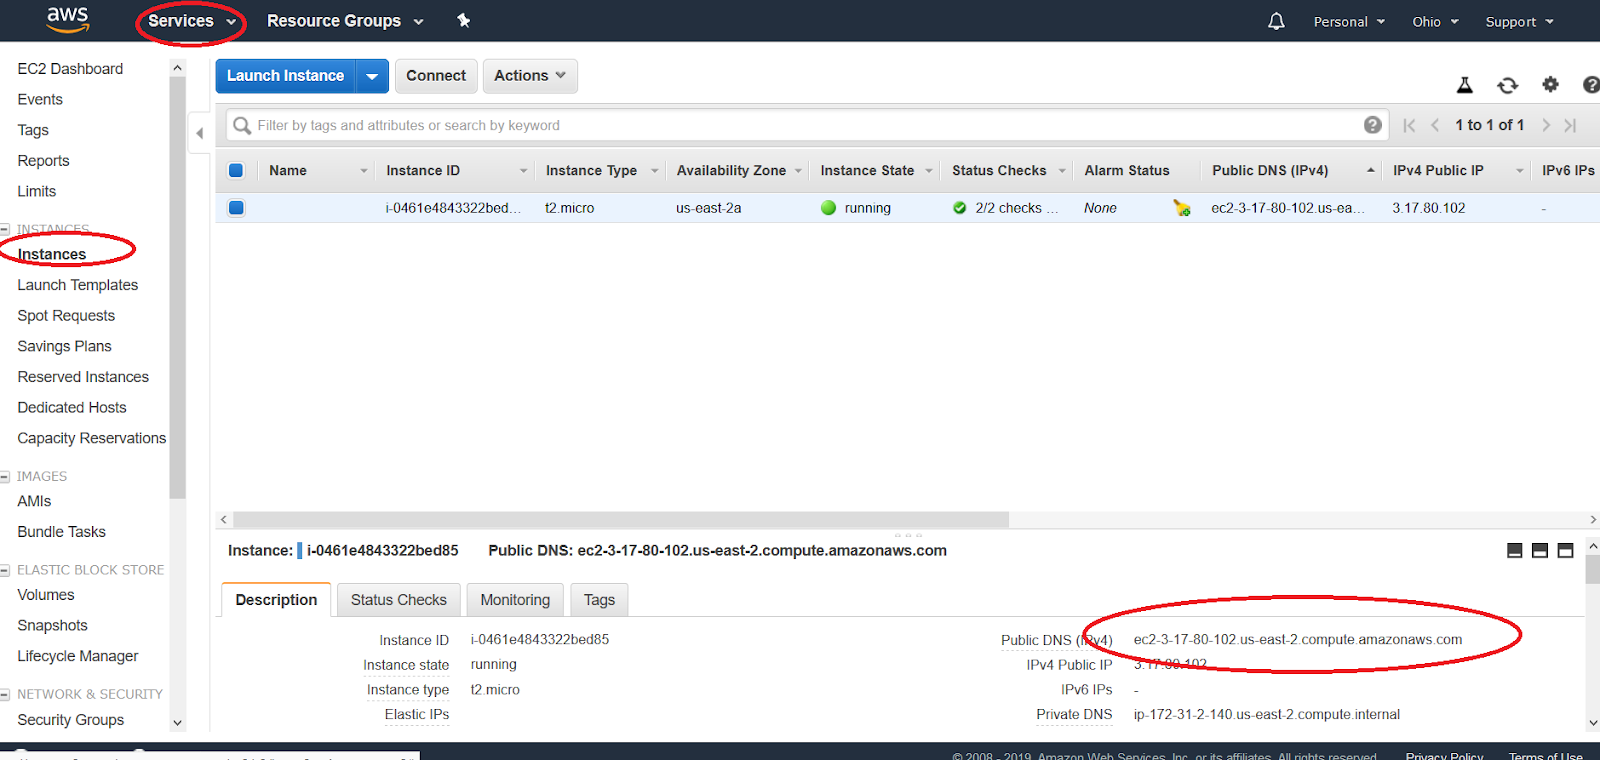 aws Services Resource Groups Personal Ohio Support
EC2 Dashboard
Events
Tags
Reports
Limits
INSTANCES
Instances
Launch Templates
Spot Requests
Savings Plans
Reserved Instances
Dedicated Hosts
Capacity Reservations
IMAGES
AMIs
Bundle Tasks
ELASTIC BLOCK STORE
Volumes
Snapshots
Lifecycle Manager
NETWORK & SECURITY
Security Groups
Launch Instance Connect Actions
Filter by tags and attributes or search by keyword 1 to 1 of 1
Name Instance ID Instance Type Availability Zone Instance State Status Checks Alarm Status Public DNS (IPv4) IPv4 Public IP IPv6 IPs
i-0461e4843322bed... t2.micro us-east-2a running 2/2 checks ... None ec2-3-17-80-102.us-ea... 3.17.80.102 -
Instance: i-0461e4843322bed85 Public DNS: ec2-3-17-80-102.us-east-2.compute.amazonaws.com
Description Status Checks Monitoring Tags
Instance ID i-0461e4843322bed85 Public DNS (IPv4) ec2-3-17-80-102.us-east-2.compute.amazonaws.com
Instance state running IPv4 Public IP 3.17.80.102
Instance type t2.micro IPv6 IPs -
Elastic IPs Private DNS ip-172-31-2-140.us-east-2.compute.internal
© 2008 - 2019, Amazon Web Services, Inc. or its affiliates. All rights reserved. Privacy Policy Terms of Use